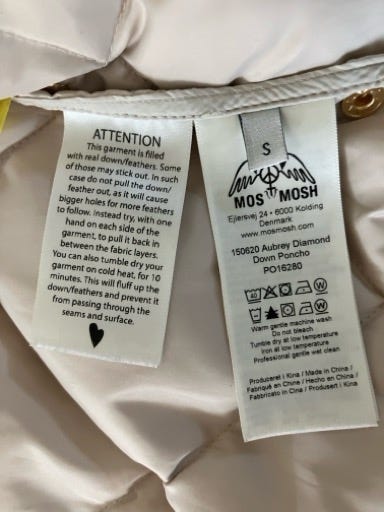 ATTENTION
This garment is filled
with real down/feathers. Some
of those may stick out. In such
case do not pull the down/
feather out, as it will cause
bigger holes for more feathers
to follow. Instead try, with one
hand on each side of the
garment, to pull it back in
between the fabric layers.
You can also tumble dry your
garment on cold heat, for 10
minutes. This will fluff up the
down/feathers and prevent it
from passing through the
seams and surface.
S
MOS MOSH
Ejlersvej 24 • 6000 Kolding
Denmark
www.mosmosh.com
150620 Aubrey Diamond
Down Poncho
PO16280
40
W
W
Warm gentle machine wash
Do not bleach
Tumble dry at low temperature
Iron at low temperature
Professional gentle wet clean
Produceret i Kina / Made in China /
Fabriqué en Chine / Hecho en China /
Fabbricato in Cina / Produsert i Kina